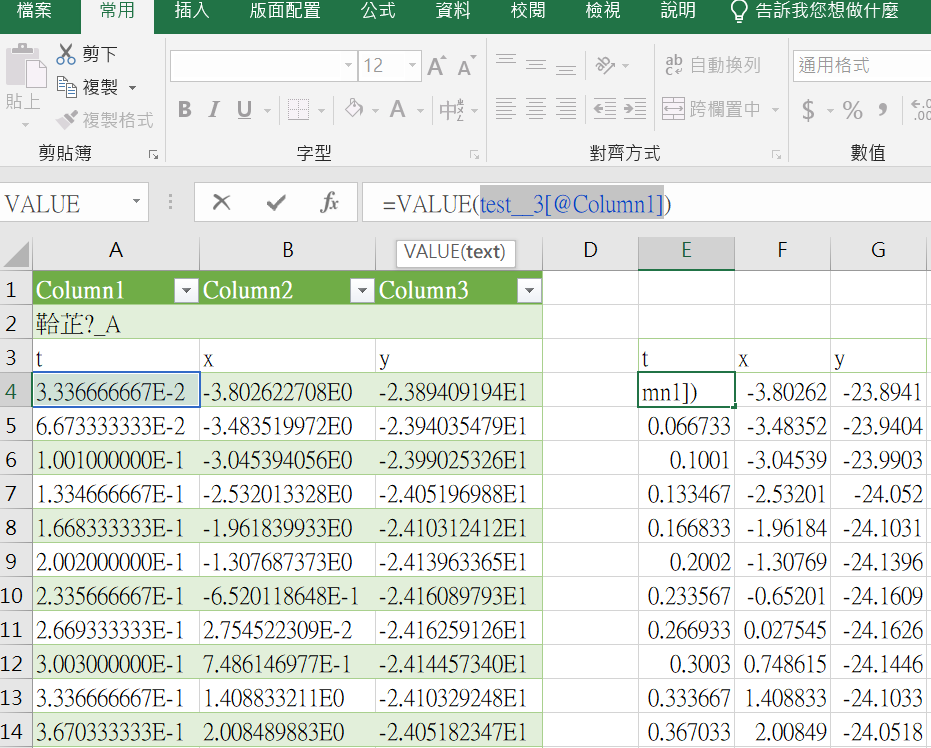 檔案 常用 插入 版面配置 公式 資料 校閱 檢視 說明 告訴我您想做什麼
貼上 剪下 12 A A ab 自動換列 通用格式
複製
複製格式 B I U A 中 跨欄置中 $ % , .00
剪貼簿 字型 對齊方式 數值
VALUE fx =VALUE(test__3[@Column1])
VALUE(text)
A B D E F G
1 Column1 Column2 Column3
2 鞈芷?_A
3 t x y t x y
4 3.336666667E-2 -3.802622708E0 -2.389409194E1 mn1]) -3.80262 -23.8941
5 6.673333333E-2 -3.483519972E0 -2.394035479E1 0.066733 -3.48352 -23.9404
6 1.001000000E-1 -3.045394056E0 -2.399025326E1 0.1001 -3.04539 -23.9903
7 1.334666667E-1 -2.532013328E0 -2.405196988E1 0.133467 -2.53201 -24.052
8 1.668333333E-1 -1.961839933E0 -2.410312412E1 0.166833 -1.96184 -24.1031
9 2.002000000E-1 -1.307687373E0 -2.413963365E1 0.2002 -1.30769 -24.1396
10 2.335666667E-1 -6.520118648E-1 -2.416089793E1 0.233567 -0.65201 -24.1609
11 2.669333333E-1 2.754522309E-2 -2.416259126E1 0.266933 0.027545 -24.1626
12 3.003000000E-1 7.486146977E-1 -2.414457340E1 0.3003 0.748615 -24.1446
13 3.336666667E-1 1.408833211E0 -2.410329248E1 0.333667 1.408833 -24.1033
14 3.670333333E-1 2.008489883E0 -2.405182347E1 0.367033 2.00849 -24.0518